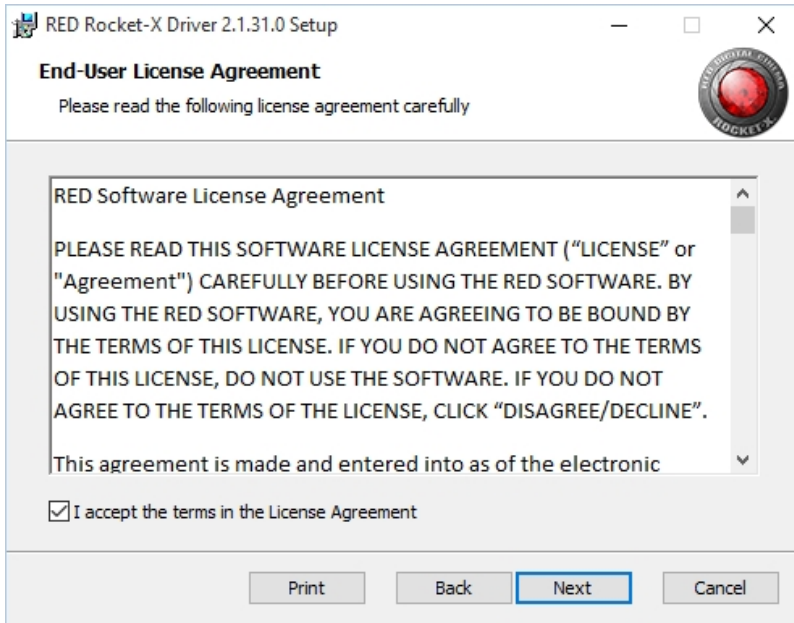 RED Rocket-X Driver 2.1.31.0 Setup
End-User License Agreement
Please read the following license agreement carefully
RED DIGITAL CINEMA
ROCKET-X
RED Software License Agreement
PLEASE READ THIS SOFTWARE LICENSE AGREEMENT (“LICENSE” or
"Agreement") CAREFULLY BEFORE USING THE RED SOFTWARE. BY
USING THE RED SOFTWARE, YOU ARE AGREEING TO BE BOUND BY
THE TERMS OF THIS LICENSE. IF YOU DO NOT AGREE TO THE TERMS
OF THIS LICENSE, DO NOT USE THE SOFTWARE. IF YOU DO NOT
AGREE TO THE TERMS OF THE LICENSE, CLICK “DISAGREE/DECLINE”.
This agreement is made and entered into as of the electronic
I accept the terms in the License Agreement
Print Back Next Cancel